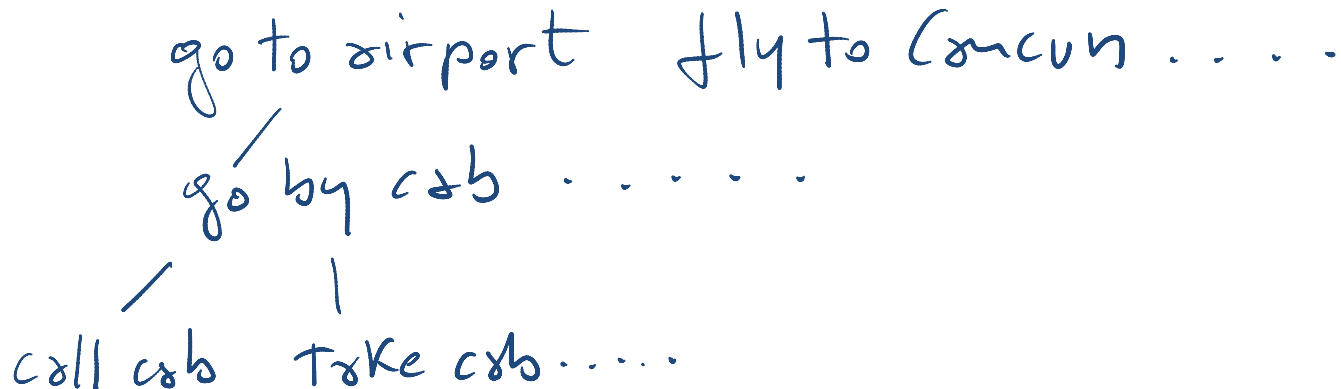 go to airport fly to Cancun ....
go by cab .....
call cab Take cab.....